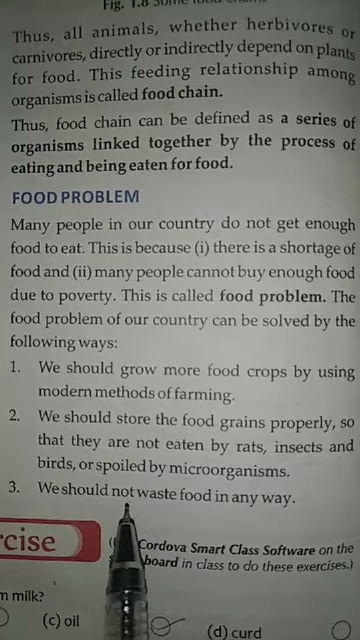 Fig. 1.8 Some food chains
Thus, all animals, whether herbivores or
carnivores, directly or indirectly depend on plants
for food. This feeding relationship among
organisms is called food chain.
Thus, food chain can be defined as a series of
organisms linked together by the process of
eating and being eaten for food.
FOOD PROBLEM
Many people in our country do not get enough
food to eat. This is because (i) there is a shortage of
food and (ii) many people cannot buy enough food
due to poverty. This is called food problem. The
food problem of our country can be solved by the
following ways:
1. We should grow more food crops by using
modern methods of farming.
2. We should store the food grains properly, so
that they are not eaten by rats, insects and
birds, or spoiled by microorganisms.
3. We should not waste food in any way.
rcise
Cordova Smart Class Software on the
board in class to do these exercises.)
m milk?
(c) oil
(d) curd